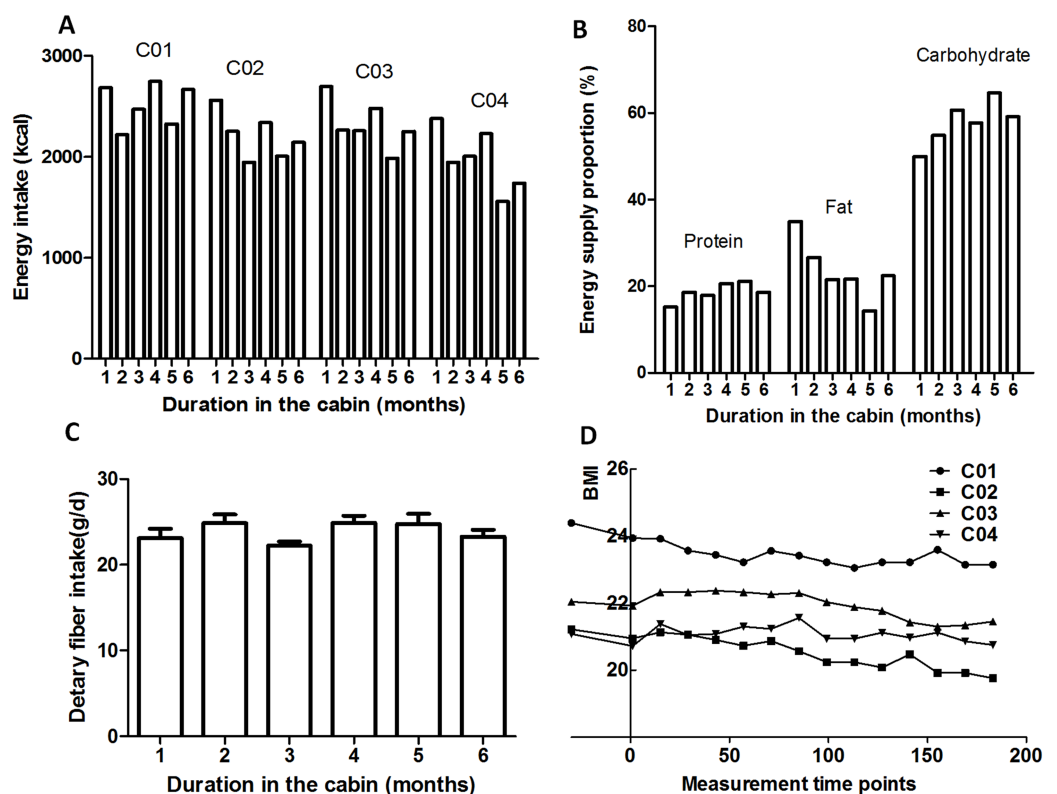 A
C01
C02
C03
C04
Energy intake (kcal)
3000
2000
1000
0
1 2 3 4 5 6 1 2 3 4 5 6 1 2 3 4 5 6 1 2 3 4 5 6
Duration in the cabin (months)
B
Carbohydrate
Fat
Protein
Energy supply proportion (%)
80
60
40
20
0
1 2 3 4 5 6 1 2 3 4 5 6 1 2 3 4 5 6
Duration in the cabin (months)
C
Detary fiber intake(g/d)
30
20
10
0
1 2 3 4 5 6
Duration in the cabin (months)
D
BMI
26
24
22
20
C01
C02
C03
C04
0 50 100 150 200
Measurement time points